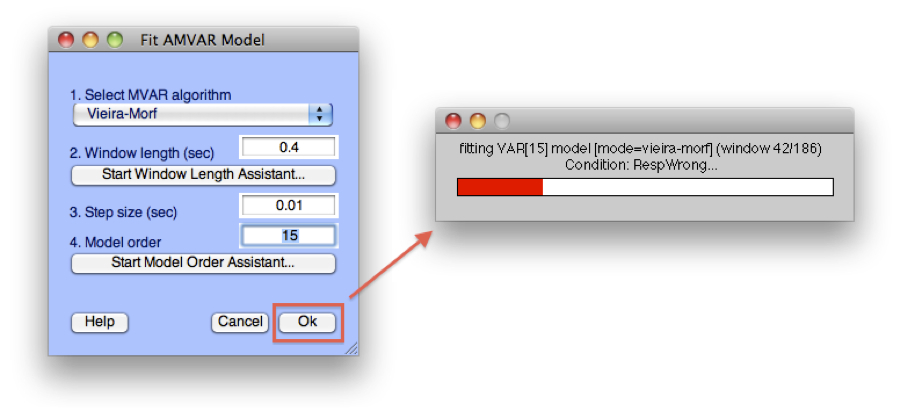 Fit AMVAR Model
1. Select MVAR algorithm
Vieira-Morf
2. Window length (sec)
0.4
Start Window Length Assistant...
3. Step size (sec)
0.01
4. Model order
15
Start Model Order Assistant...
Help
Cancel
Ok
fitting VAR[15] model [mode=vieira-morf] (window 42/186)
Condition: RespWrong...